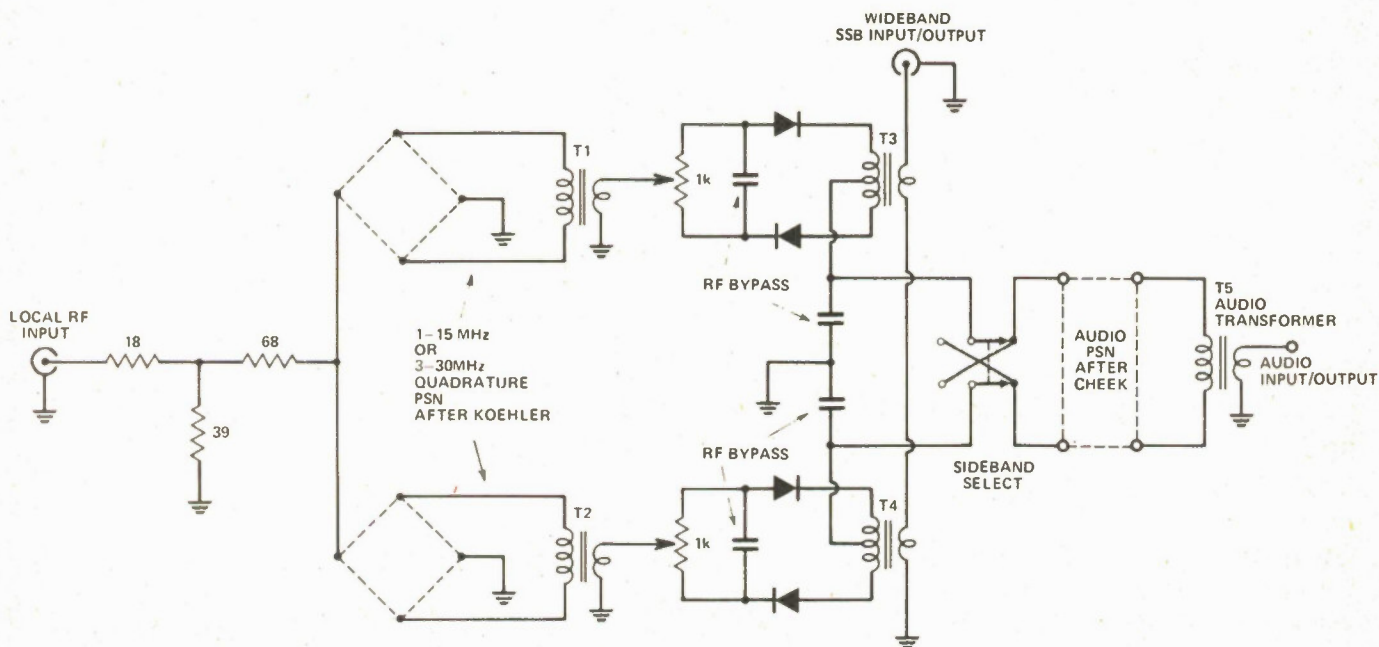 WIDEBAND
SSB INPUT/OUTPUT
T1
1k
T3
LOCAL RF
INPUT
18
68
39
1–15 MHz
OR
3–30MHz
QUADRATURE
PSN
AFTER KOEHLER
RF BYPASS
RF BYPASS
SIDEBAND
SELECT
AUDIO
PSN
AFTER
CHEEK
T5
AUDIO
TRANSFORMER
AUDIO
INPUT/OUTPUT
T2
1k
T4